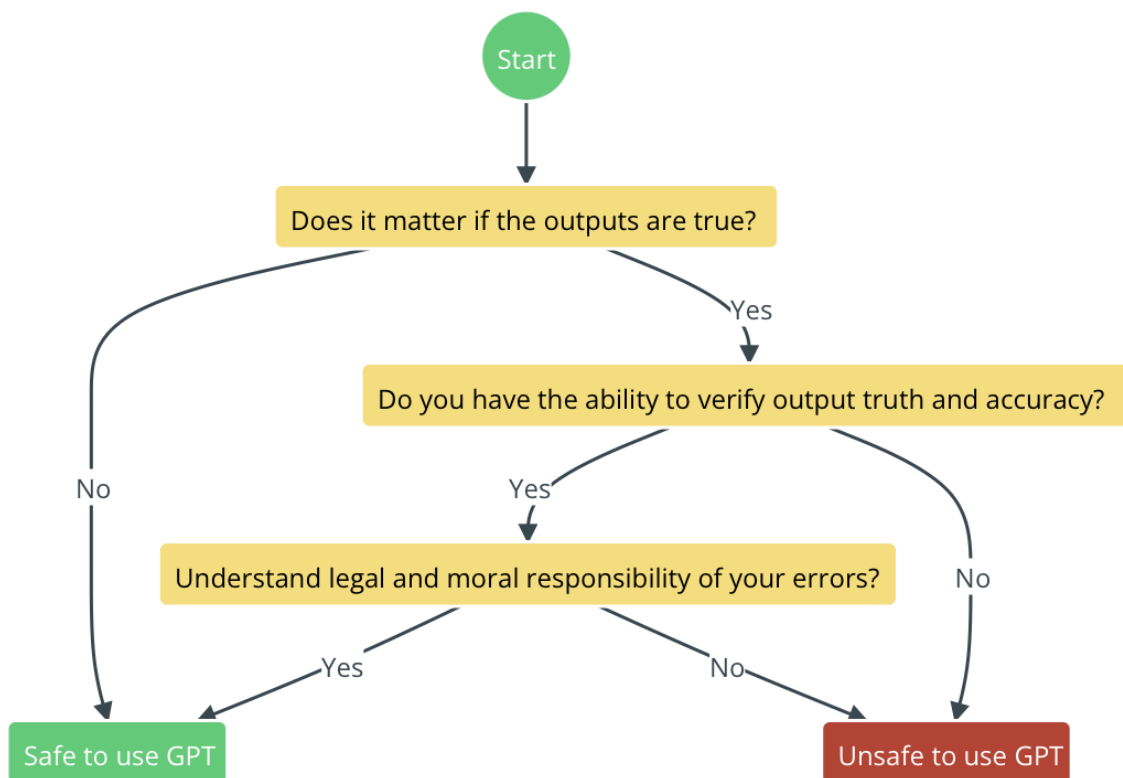 Start
Does it matter if the outputs are true?
Yes
Do you have the ability to verify output truth and accuracy?
No
Yes
Understand legal and moral responsibility of your errors?
No
Yes
No
Safe to use GPT
Unsafe to use GPT